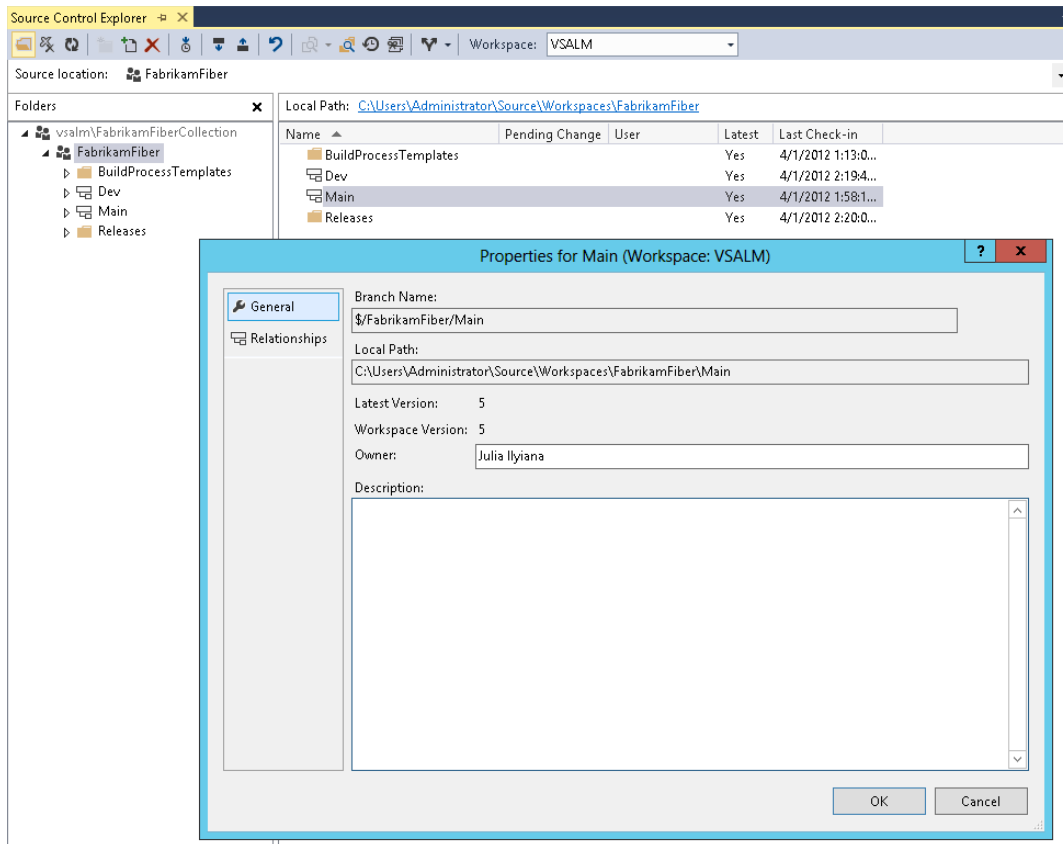 Source Control Explorer
Workspace: VSALM
Source location: FabrikamFiber
Folders
vsalm\FabrikamFiberCollection
FabrikamFiber
BuildProcessTemplates
Dev
Main
Releases
Local Path: C:\Users\Administrator\Source\Workspaces\FabrikamFiber
Name Pending Change User Latest Last Check-in
BuildProcessTemplates Yes 4/1/2012 1:13:0...
Dev Yes 4/1/2012 2:19:4...
Main Yes 4/1/2012 1:58:1...
Releases Yes 4/1/2012 2:20:0...
Properties for Main (Workspace: VSALM)
? x
General
Relationships
Branch Name:
$/FabrikamFiber/Main
Local Path:
C:\Users\Administrator\Source\Workspaces\FabrikamFiber\Main
Latest Version: 5
Workspace Version: 5
Owner: Julia Ilyiana
Description:
OK Cancel